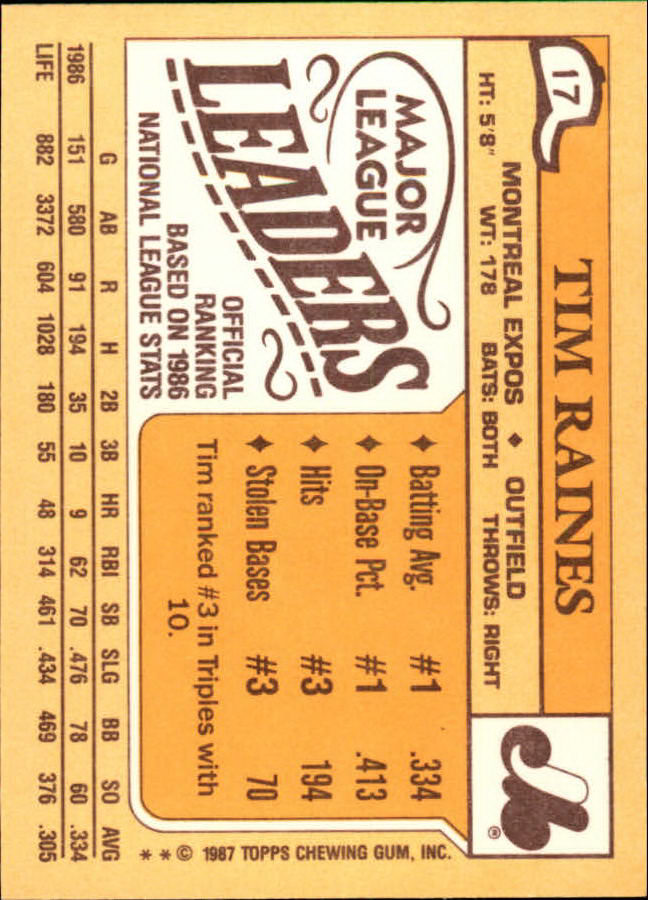 17
TIM RAINES
MONTREAL EXPOS ♦ OUTFIELD
HT: 5'8" WT: 178 BATS: BOTH THROWS: RIGHT
MAJOR
LEAGUE
LEADERS
OFFICIAL
RANKING
BASED ON 1986
NATIONAL LEAGUE STATS
♦ Batting Avg. #1 .334
♦ On-Base Pct. #1 .413
♦ Hits #3 194
♦ Stolen Bases #3 70
Tim ranked #3 in Triples with
10.
®
* * © 1987 TOPPS CHEWING GUM, INC.
G AB R H 2B 3B HR RBI SB SLG BB SO AVG
1986 151 580 91 194 35 10 9 62 70 .476 78 60 .334
LIFE 882 3372 604 1028 180 55 48 314 461 .434 469 376 .305